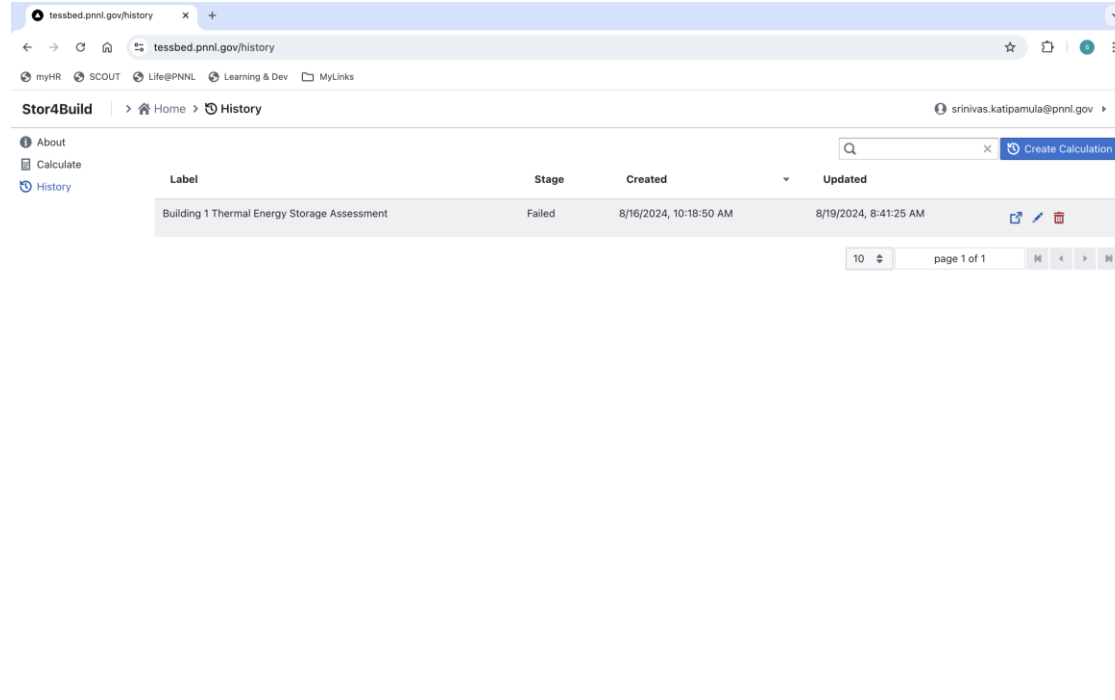 tessbed.pnnl.gov/history
tessbed.pnnl.gov/history
myHR SCOUT Life@PNNL Learning & Dev MyLinks
Stor4Build > Home > History srinivas.katipamula@pnnl.gov
About
Calculate Create Calculation
History
Label Stage Created Updated
Building 1 Thermal Energy Storage Assessment Failed 8/16/2024, 10:18:50 AM 8/19/2024, 8:41:25 AM
10 page 1 of 1